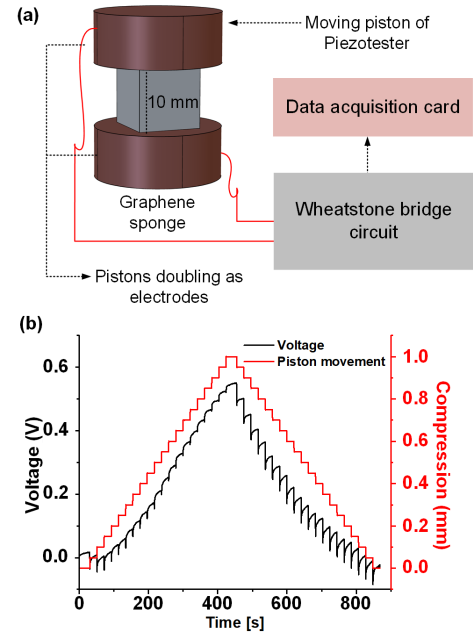 (a)
Moving piston of
Piezotester
10 mm
Data acquisition card
Graphene
sponge
Wheatstone bridge
circuit
Pistons doubling as
electrodes
(b)
Voltage
Piston movement
0.6
0.4
0.2
0.0
Voltage (V)
1.0
0.8
0.6
0.4
0.2
0.0
Compression (mm)
0
200
400
600
800
Time [s]